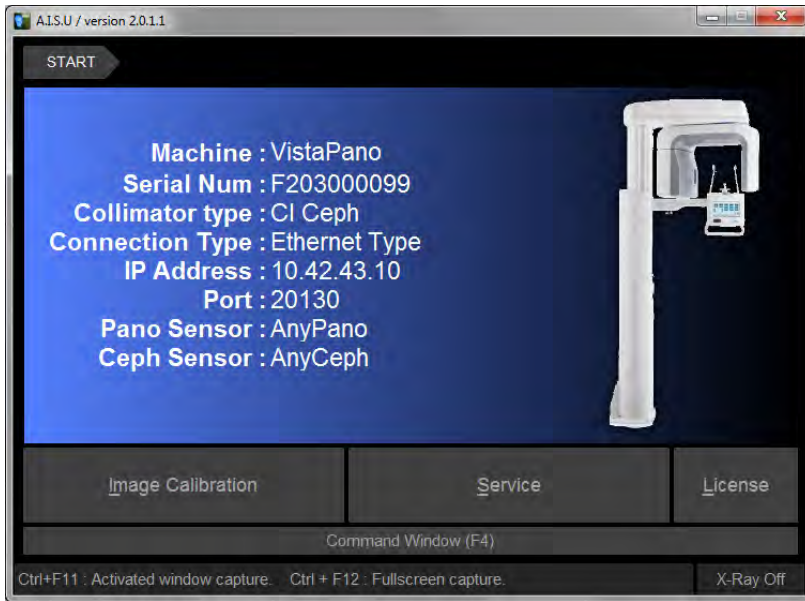 A.I.S.U / version 2.0.1.1
START
Machine : VistaPano
Serial Num : F203000099
Collimator type : CI Ceph
Connection Type : Ethernet Type
IP Address : 10.42.43.10
Port : 20130
Pano Sensor : AnyPano
Ceph Sensor : AnyCeph
Image Calibration Service License
Command Window (F4)
Ctrl+F11 : Activated window capture. Ctrl + F12 : Fullscreen capture. X-Ray Off